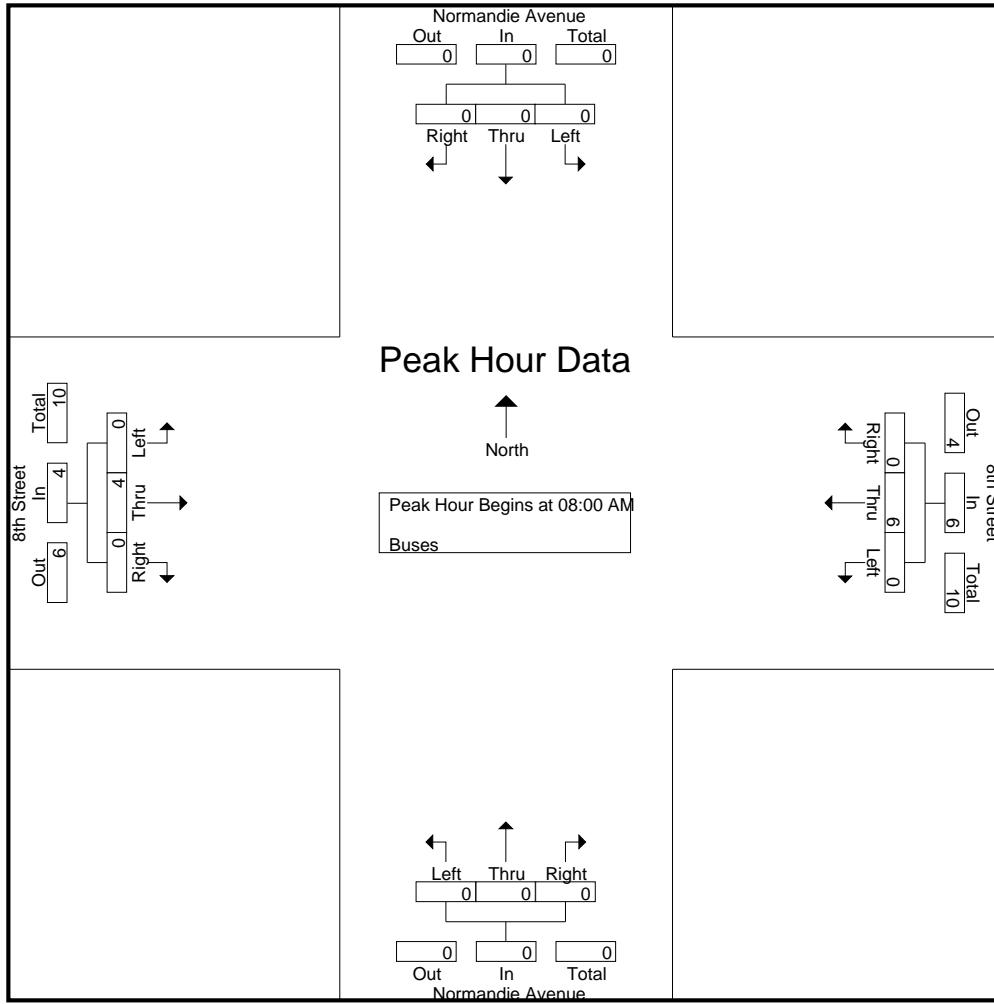 Normandie Avenue
Out In Total
0 0 0
0 0 0
Right Thru Left
Peak Hour Data
North
Peak Hour Begins at 08:00 AM
Buses
8th Street
Total In Out
10 4 6
0 4 0
Left Thru Right
Right Thru Left
0 6 0
Out In Total
4 6 10
8th Street
Left Thru Right
0 0 0
0 0 0
Out In Total
Normandie Avenue